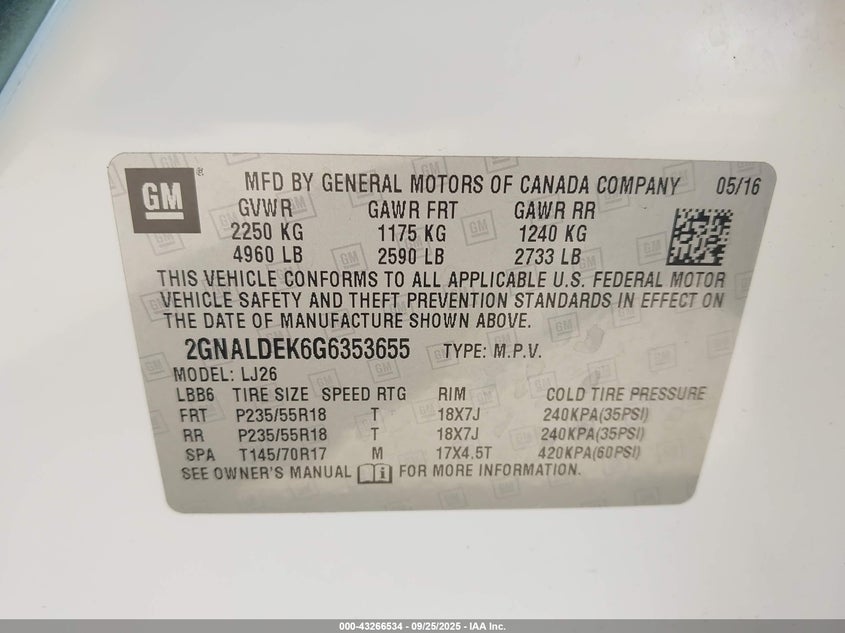 GM ® MFD BY GENERAL MOTORS OF CANADA COMPANY 05/16
GVWR GAWR FRT GAWR RR
2250 KG 1175 KG 1240 KG
4960 LB 2590 LB 2733 LB
THIS VEHICLE CONFORMS TO ALL APPLICABLE U.S. FEDERAL MOTOR
VEHICLE SAFETY AND THEFT PREVENTION STANDARDS IN EFFECT ON
THE DATE OF MANUFACTURE SHOWN ABOVE.
2GNALDEK6G6353655 TYPE: M.P.V.
MODEL: LJ26
LBB6 TIRE SIZE SPEED RTG RIM COLD TIRE PRESSURE
FRT P235/55R18 T 18X7J 240KPA(35PSI)
RR P235/55R18 T 18X7J 240KPA(35PSI)
SPA T145/70R17 M 17X4.5T 420KPA(60PSI)
SEE OWNER'S MANUAL i FOR MORE INFORMATION.
000-43266534 - 09/25/2025 - IAA Inc.